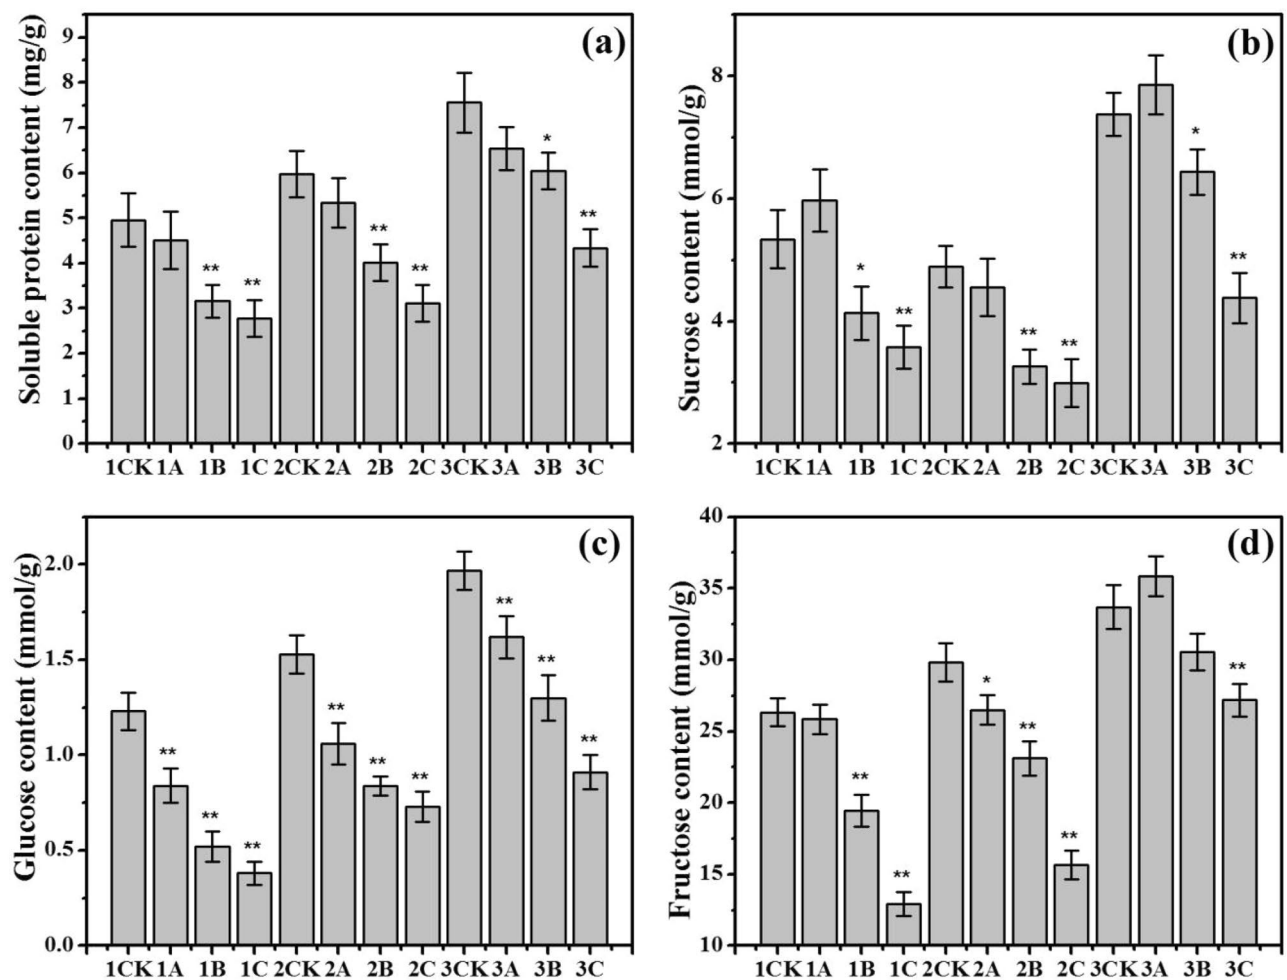 (a)
Soluble protein content (mg/g)
9
8
7
6
5
4
3
2
1
0
** ** ** ** * **
1CK 1A 1B 1C 2CK 2A 2B 2C 3CK 3A 3B 3C
(b)
Sucrose content (mmol/g)
8
6
4
2
* ** ** ** * **
1CK 1A 1B 1C 2CK 2A 2B 2C 3CK 3A 3B 3C
(c)
Glucose content (mmol/g)
2.0
1.5
1.0
0.5
0.0
** ** ** ** ** ** ** ** **
1CK 1A 1B 1C 2CK 2A 2B 2C 3CK 3A 3B 3C
(d)
Fructose content (mmol/g)
40
35
30
25
20
15
10
** ** * ** ** **
1CK 1A 1B 1C 2CK 2A 2B 2C 3CK 3A 3B 3C